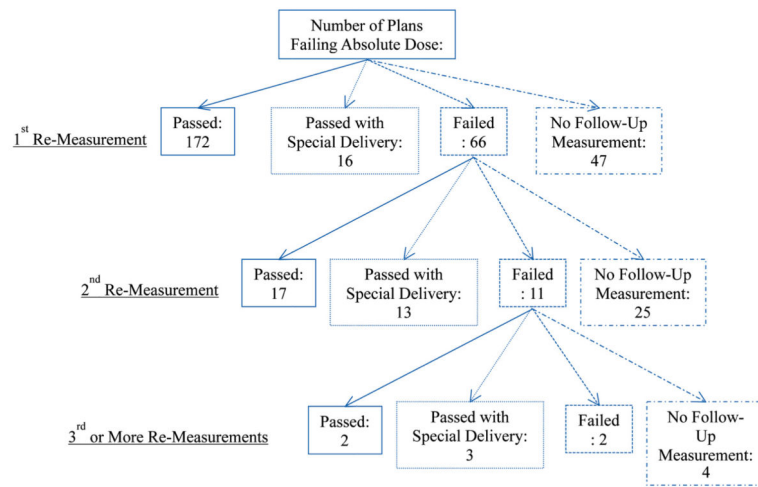 Number of Plans
Failing Absolute Dose:
1st Re-Measurement
Passed:
172
Passed with
Special Delivery:
16
Failed
: 66
No Follow-Up
Measurement:
47
2nd Re-Measurement
Passed:
17
Passed with
Special Delivery:
13
Failed
: 11
No Follow-Up
Measurement:
25
3rd or More Re-Measurements
Passed:
2
Passed with
Special Delivery:
3
Failed
: 2
No Follow-
Up
Measurement:
4